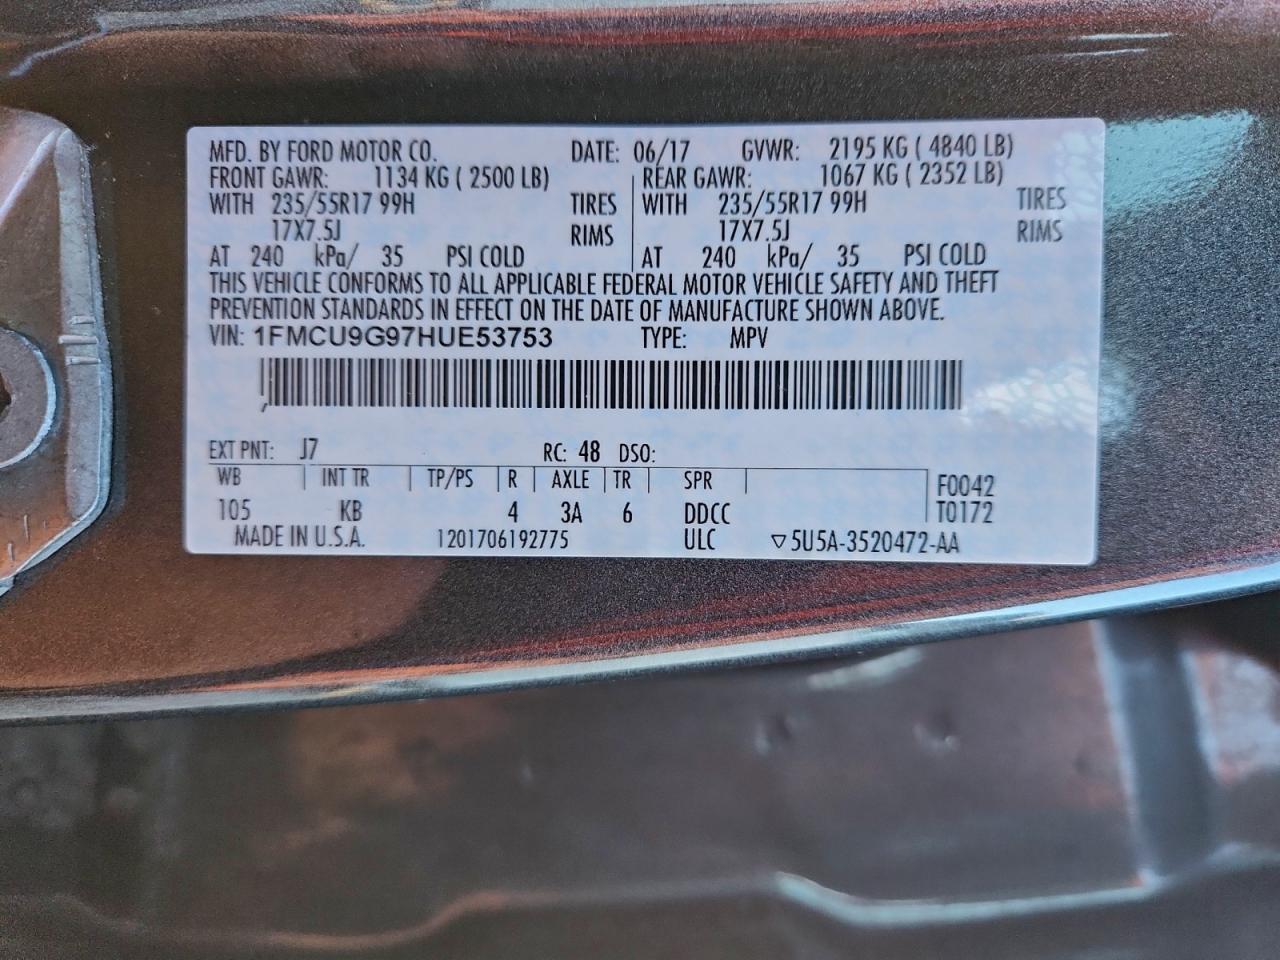 MFD. BY FORD MOTOR CO. DATE: 06/17 GVWR: 2195 KG ( 4840 LB)
FRONT GAWR: 1134 KG ( 2500 LB) REAR GAWR: 1067 KG ( 2352 LB)
WITH 235/55R17 99H TIRES WITH 235/55R17 99H TIRES
17X7.5J RIMS 17X7.5J RIMS
AT 240 kPa/ 35 PSI COLD AT 240 kPa/ 35 PSI COLD
THIS VEHICLE CONFORMS TO ALL APPLICABLE FEDERAL MOTOR VEHICLE SAFETY AND THEFT
PREVENTION STANDARDS IN EFFECT ON THE DATE OF MANUFACTURE SHOWN ABOVE.
VIN: 1FMCU9G97HUE53753 TYPE: MPV
EXT PNT: J7 RC: 48 DSO:
WB INT TR TP/PS R AXLE TR SPR F0042
105 KB 4 3A 6 DDCC T0172
MADE IN U.S.A. 1201706192775 ULC ▽5U5A-3520472-AA